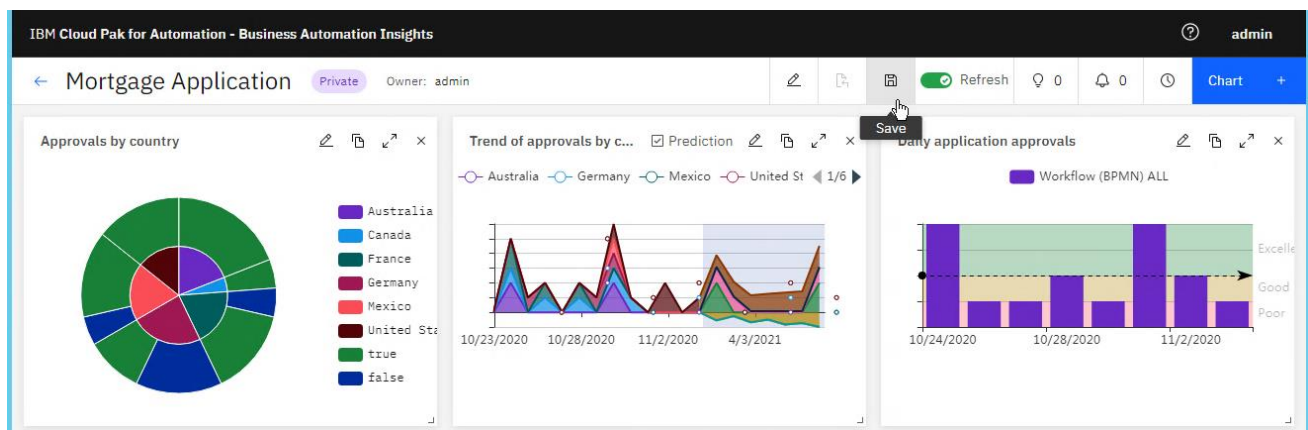 IBM Cloud Pak for Automation - Business Automation Insights
admin
Mortgage Application Private Owner: admin
Refresh 0 0 Chart +
Save
Approvals by country
Australia
Canada
France
Germany
Mexico
United Sta
true
false
Trend of approvals by c... Prediction
Australia Germany Mexico United St 1/6
10/23/2020 10/28/2020 11/2/2020 4/3/2021
Daily application approvals
Workflow (BPMN) ALL
Excelle
Good
Poor
10/24/2020 10/28/2020 11/2/2020